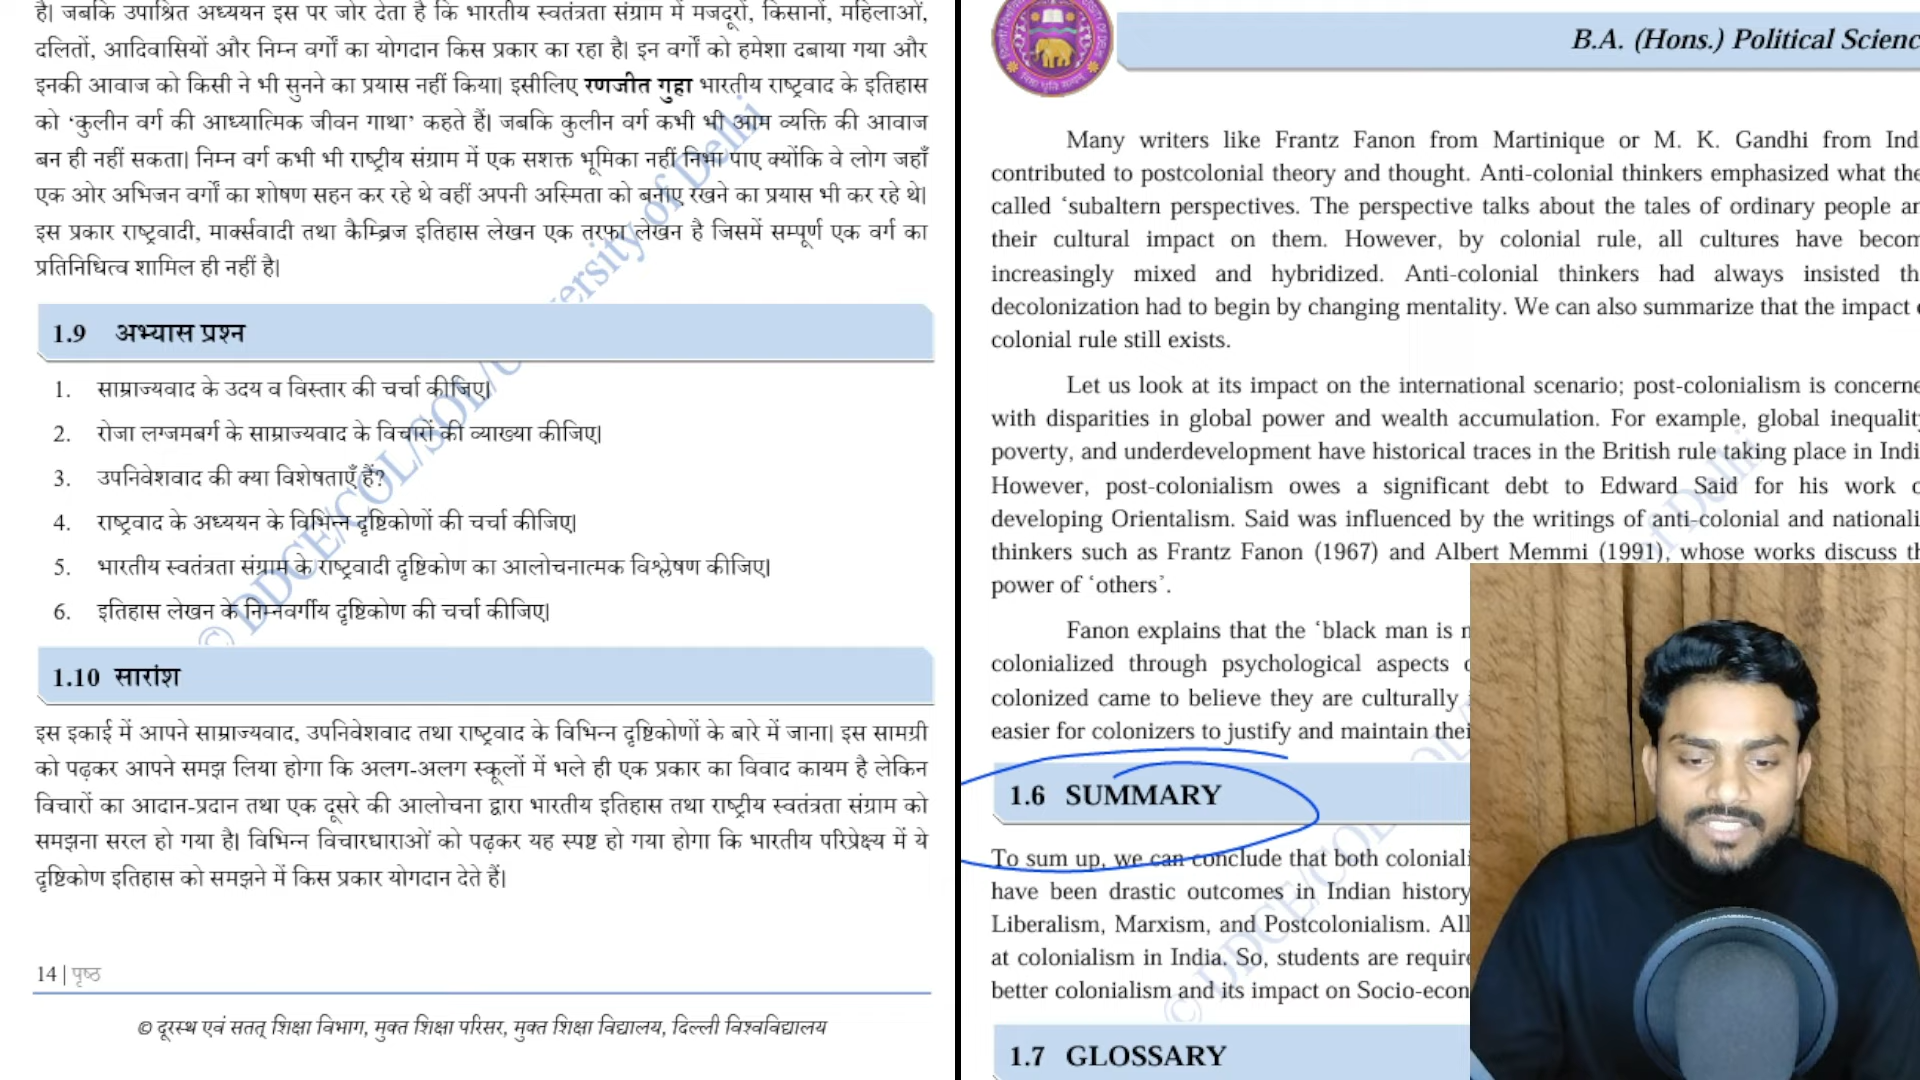 है। जबकि उपाश्रित अध्ययन इस पर जोर देता है कि भारतीय स्वतंत्रता संग्राम में मजदूरों, किसानों, महिलाओं,
दलितों, आदिवासियों और निम्न वर्गों का योगदान किस प्रकार का रहा है। इन वर्गों को हमेशा दबाया गया और
इनकी आवाज को किसी ने भी सुनने का प्रयास नहीं किया। इसीलिए रणजीत गुहा भारतीय राष्ट्रवाद के इतिहास
को ‘कुलीन वर्ग की आध्यात्मिक जीवन गाथा’ कहते हैं। जबकि कुलीन वर्ग कभी भी आम व्यक्ति की आवाज
बन ही नहीं सकता। निम्न वर्ग कभी भी राष्ट्रीय संग्राम में एक सशक्त भूमिका नहीं निभा पाए क्योंकि वे लोग जहाँ
एक ओर अभिजन वर्गों का शोषण सहन कर रहे थे वहीं अपनी अस्मिता को बनाए रखने का प्रयास भी कर रहे थे।
इस प्रकार राष्ट्रवादी, मार्क्सवादी तथा कैम्ब्रिज इतिहास लेखन एक तरफा लेखन है जिसमें सम्पूर्ण एक वर्ग का
प्रतिनिधित्व शामिल ही नहीं है।
1.9 अभ्यास प्रश्न
1. साम्राज्यवाद के उदय व विस्तार की चर्चा कीजिए।
2. रोजा लग्जमबर्ग के साम्राज्यवाद के विचारों की व्याख्या कीजिए।
3. उपनिवेशवाद की क्या विशेषताएँ हैं?
4. राष्ट्रवाद के अध्ययन के विभिन्न दृष्टिकोणों की चर्चा कीजिए।
5. भारतीय स्वतंत्रता संग्राम के राष्ट्रवादी दृष्टिकोण का आलोचनात्मक विश्लेषण कीजिए।
6. इतिहास लेखन के निम्नवर्गीय दृष्टिकोण की चर्चा कीजिए।
1.10 सारांश
इस इकाई में आपने साम्राज्यवाद, उपनिवेशवाद तथा राष्ट्रवाद के विभिन्न दृष्टिकोणों के बारे में जाना। इस सामग्री
को पढ़कर आपने समझ लिया होगा कि अलग-अलग स्कूलों में भले ही एक प्रकार का विवाद कायम है लेकिन
विचारों का आदान-प्रदान तथा एक दूसरे की आलोचना द्वारा भारतीय इतिहास तथा राष्ट्रीय स्वतंत्रता संग्राम को
समझना सरल हो गया है। विभिन्न विचारधाराओं को पढ़कर यह स्पष्ट हो गया होगा कि भारतीय परिप्रेक्ष्य में ये
दृष्टिकोण इतिहास को समझने में किस प्रकार योगदान देते हैं।
14 | पृष्ठ
© दूरस्थ एवं सतत् शिक्षा विभाग, मुक्त शिक्षा परिसर, मुक्त शिक्षा विद्यालय, दिल्ली विश्वविद्यालय
B.A. (Hons.) Political Scienc
Many writers like Frantz Fanon from Martinique or M. K. Gandhi from Ind
contributed to postcolonial theory and thought. Anti-colonial thinkers emphasized what the
called ‘subaltern perspectives. The perspective talks about the tales of ordinary people an
their cultural impact on them. However, by colonial rule, all cultures have becom
increasingly mixed and hybridized. Anti-colonial thinkers had always insisted th
decolonization had to begin by changing mentality. We can also summarize that the impact
colonial rule still exists.
Let us look at its impact on the international scenario; post-colonialism is concerne
with disparities in global power and wealth accumulation. For example, global inequalit
poverty, and underdevelopment have historical traces in the British rule taking place in Indi
However, post-colonialism owes a significant debt to Edward Said for his work o
developing Orientalism. Said was influenced by the writings of anti-colonial and nationali
thinkers such as Frantz Fanon (1967) and Albert Memmi (1991), whose works discuss th
power of ‘others’.
Fanon explains that the ‘black man is
colonialized through psychological aspects
colonized came to believe they are culturally
easier for colonizers to justify and maintain thei
1.6 SUMMARY
To sum up, we can conclude that both coloniali
have been drastic outcomes in Indian history
Liberalism, Marxism, and Postcolonialism. All
at colonialism in India. So, students are require
better colonialism and its impact on Socio-econ
1.7 GLOSSARY